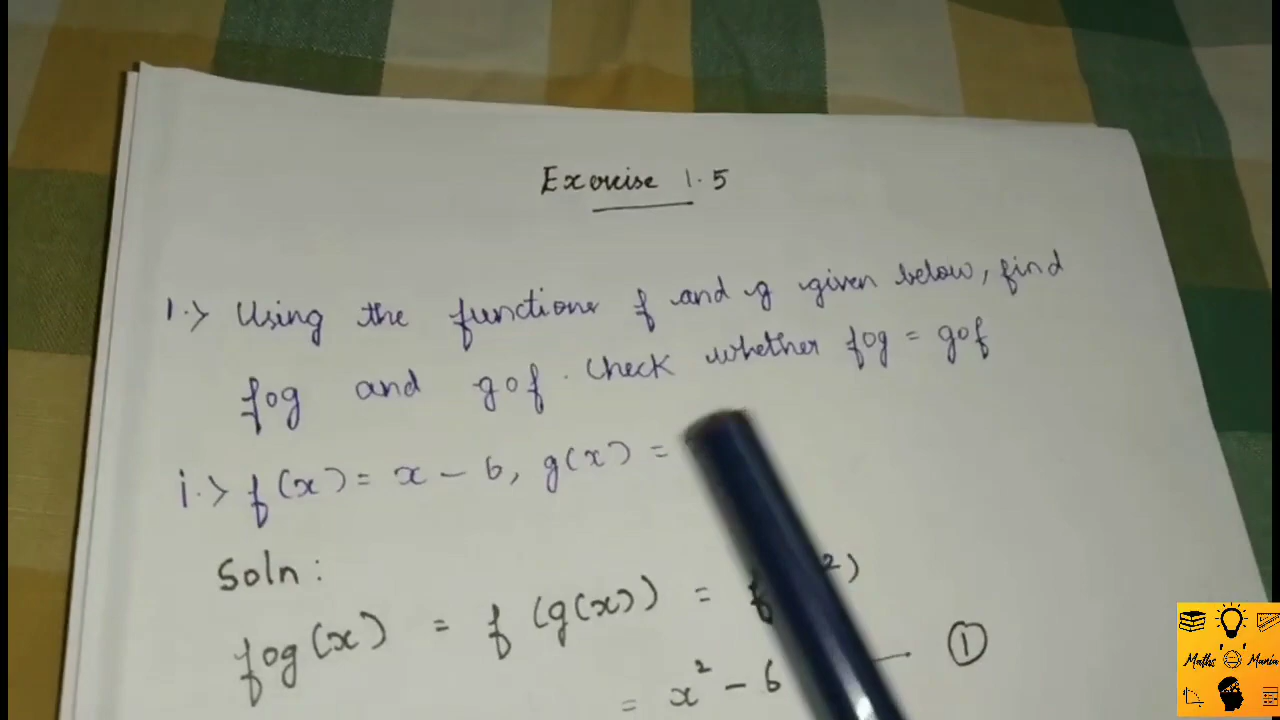 Exercise 1.5
1.> Using the functions f and g given below, find
fog and gof. Check whether fog = gof
i.> f(x) = x - 6, g(x) =
Soln:
fog(x) = f(g(x)) = f ²)
= x² - 6 ①
Maths Mania